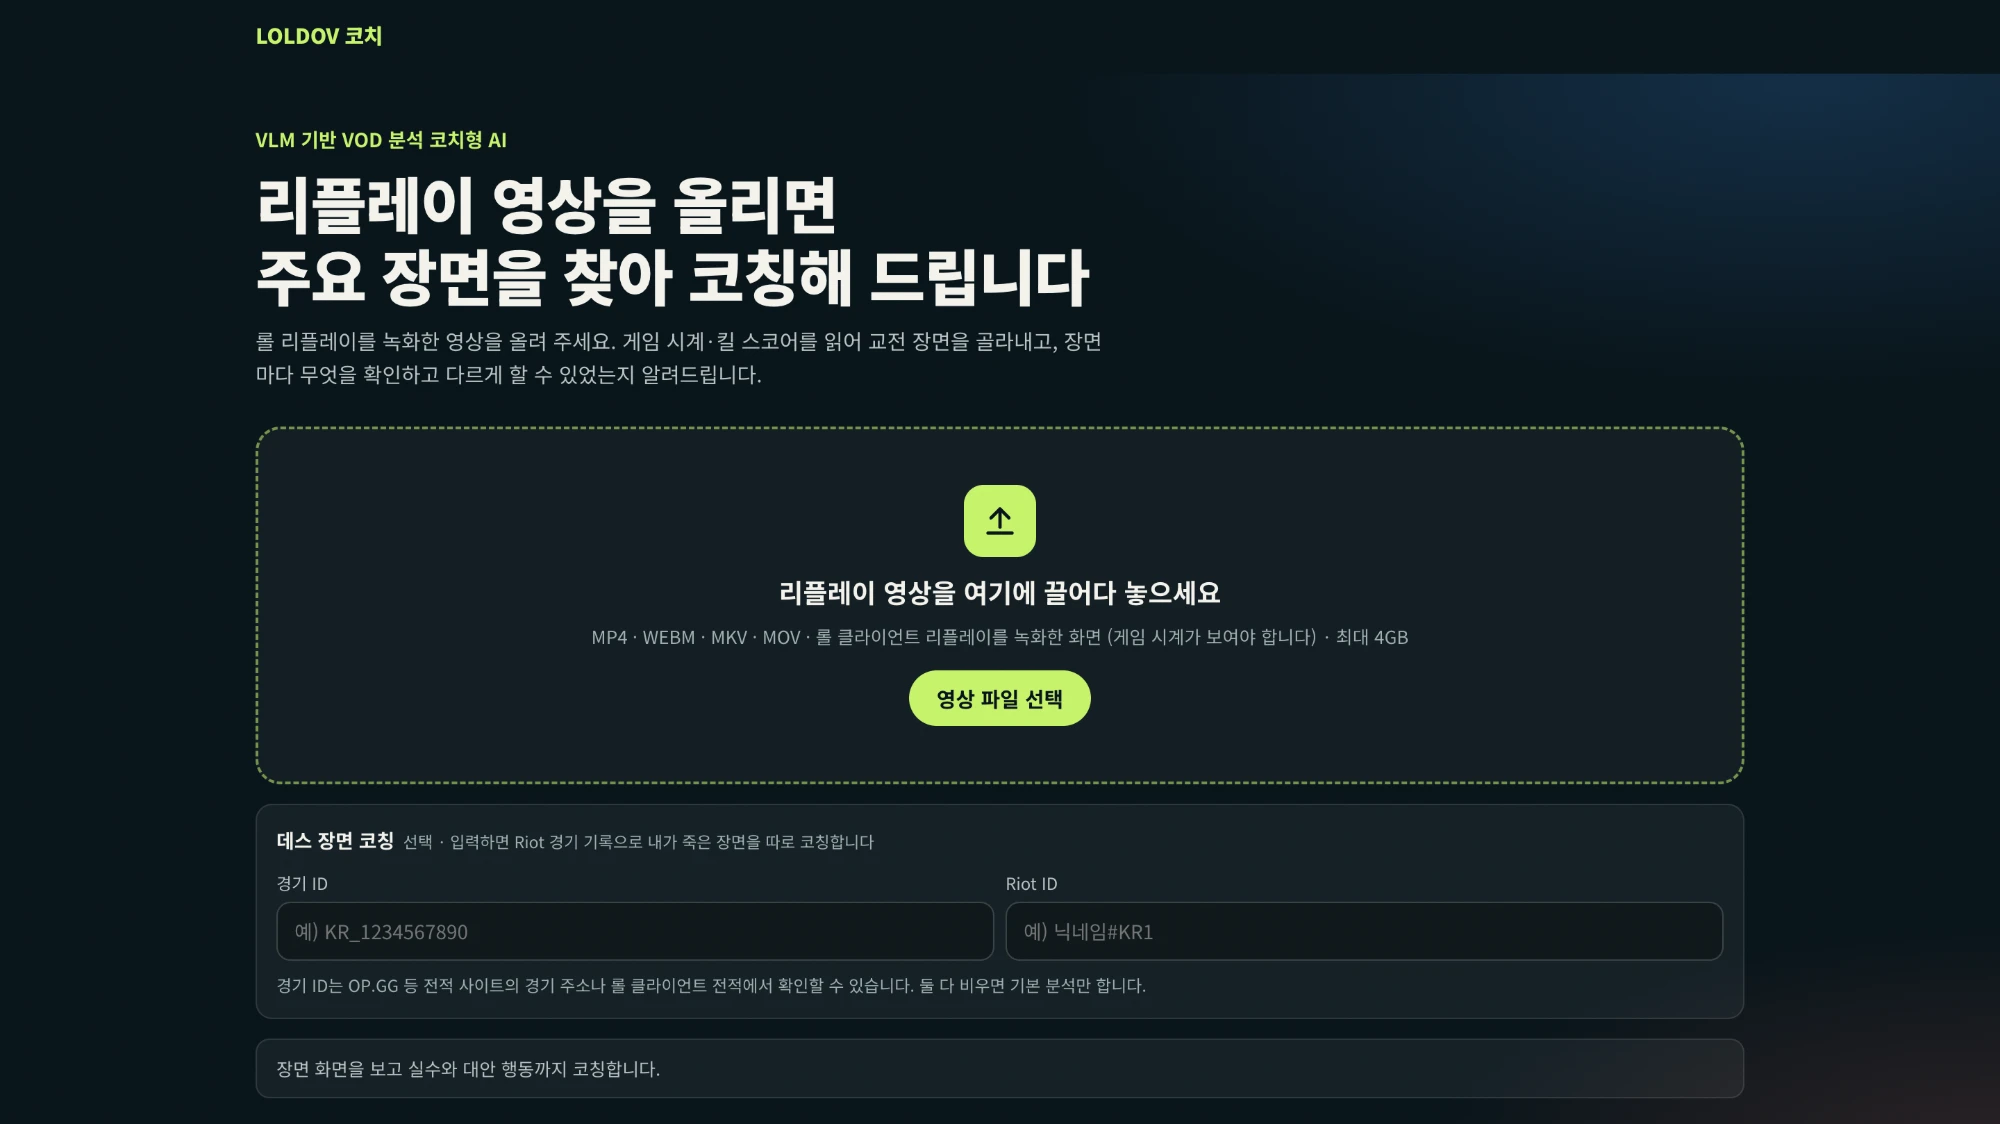 LOLDOV 코치
VLM 기반 VOD 분석 코치형 AI
리플레이 영상을 올리면
주요 장면을 찾아 코칭해 드립니다
롤 리플레이를 녹화한 영상을 올려 주세요. 게임 시계·킬 스코어를 읽어 교전 장면을 골라내고, 장면
마다 무엇을 확인하고 다르게 할 수 있었는지 알려드립니다.
리플레이 영상을 여기에 끌어다 놓으세요
MP4 · WEBM · MKV · MOV · 롤 클라이언트 리플레이를 녹화한 화면 (게임 시계가 보여야 합니다) · 최대 4GB
영상 파일 선택
데스 장면 코칭 선택 · 입력하면 Riot 경기 기록으로 내가 죽은 장면을 따로 코칭합니다
경기 ID
Riot ID
예) KR_1234567890
예) 닉네임#KR1
경기 ID는 OP.GG 등 전적 사이트의 경기 주소나 롤 클라이언트 전적에서 확인할 수 있습니다. 둘 다 비우면 기본 분석만 합니다.
장면 화면을 보고 실수와 대안 행동까지 코칭합니다.